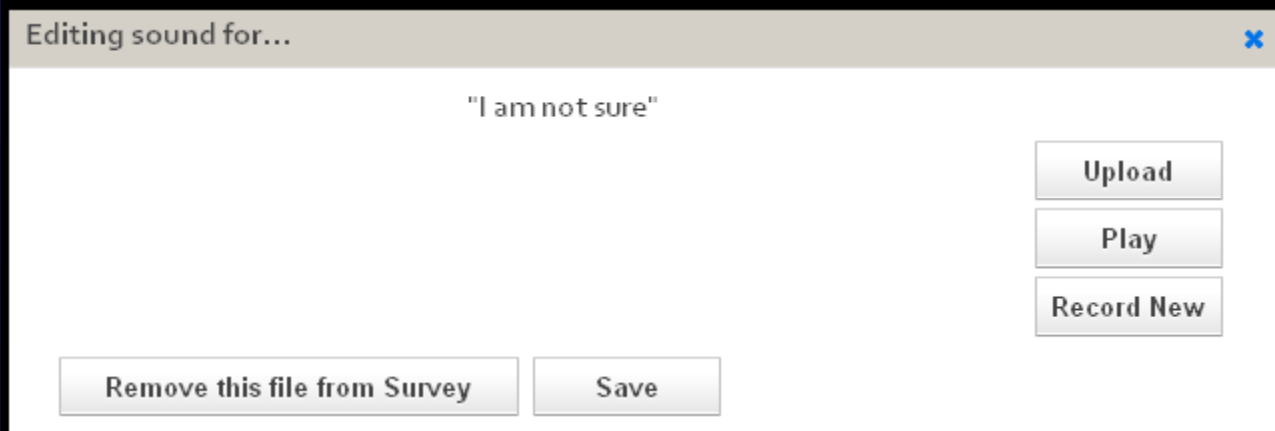 Editing sound for...
"I am not sure"
Upload
Play
Record New
Remove this file from Survey
Save